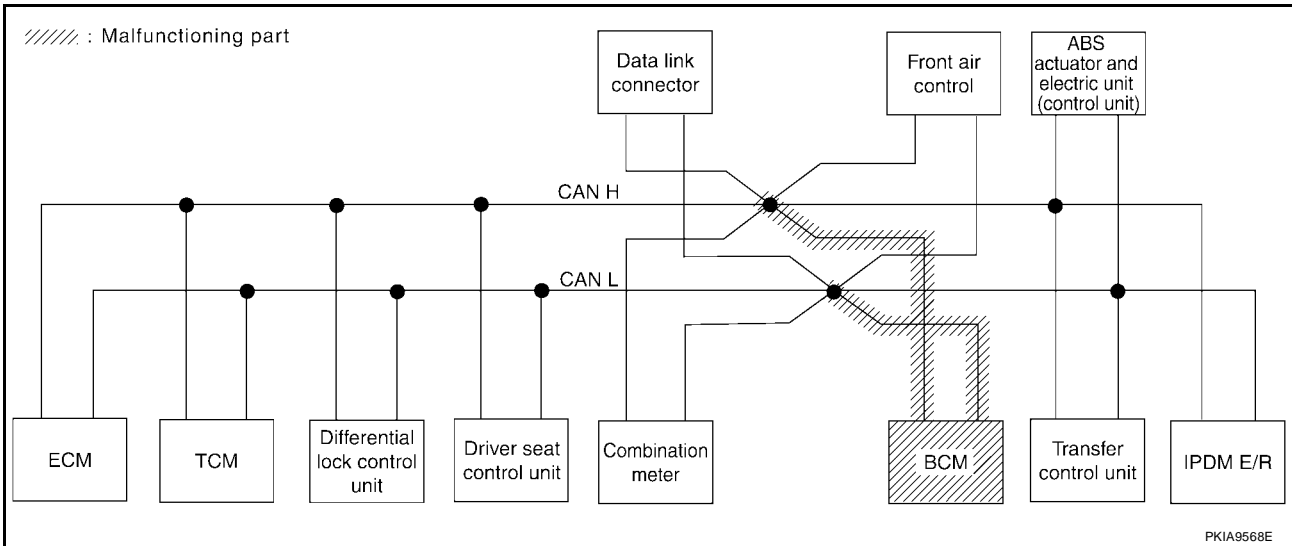 : Malfunctioning part
Data link
connector
Front air
control
ABS
actuator and
electric unit
(control unit)
CAN H
CAN L
ECM
TCM
Differential
lock control
unit
Driver seat
control unit
Combination
meter
BCM
Transfer
control unit
IPDM E/R
PKIA9568E